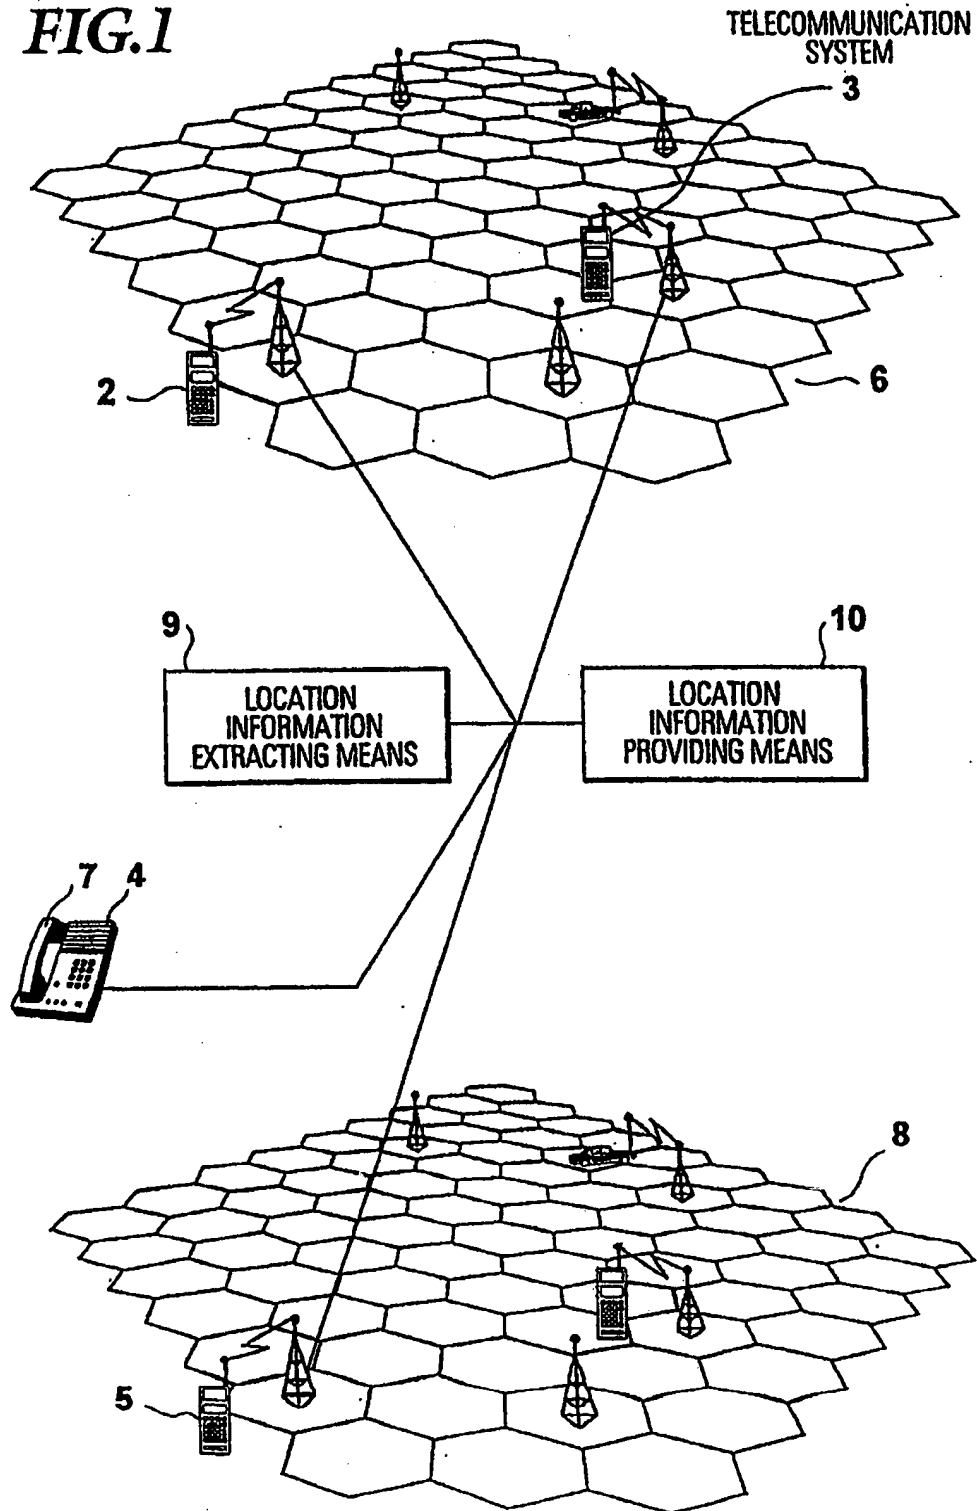 FIG.1
TELECOMMUNICATION
SYSTEM
3
2
6
9
10
LOCATION
INFORMATION
EXTRACTING MEANS
LOCATION
INFORMATION
PROVIDING MEANS
7
4
8
5